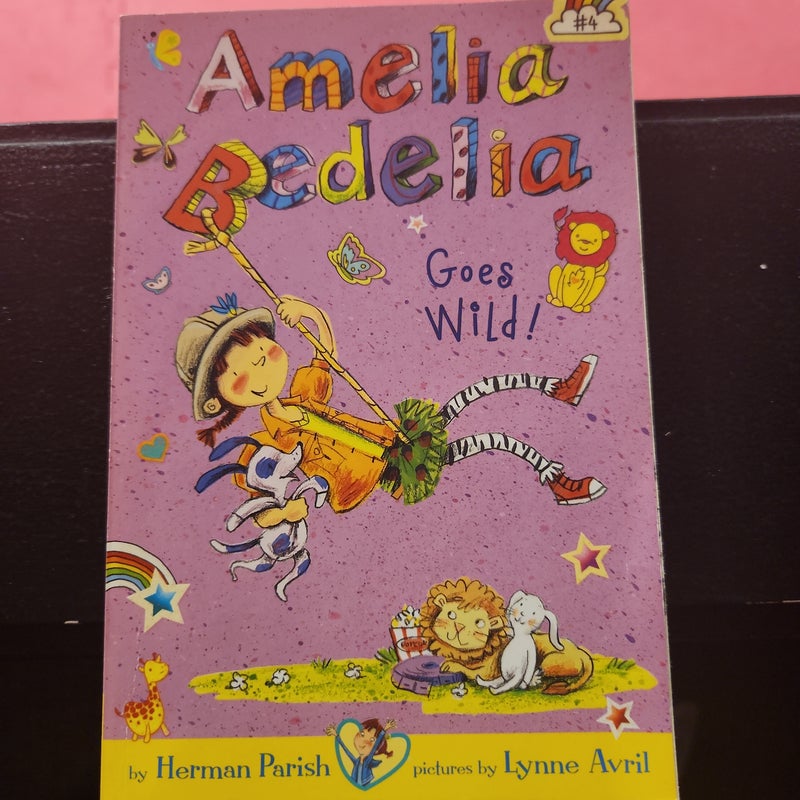 #4
Amelia
Bedelia
Goes
Wild!
by Herman Parish
pictures by Lynne Avril